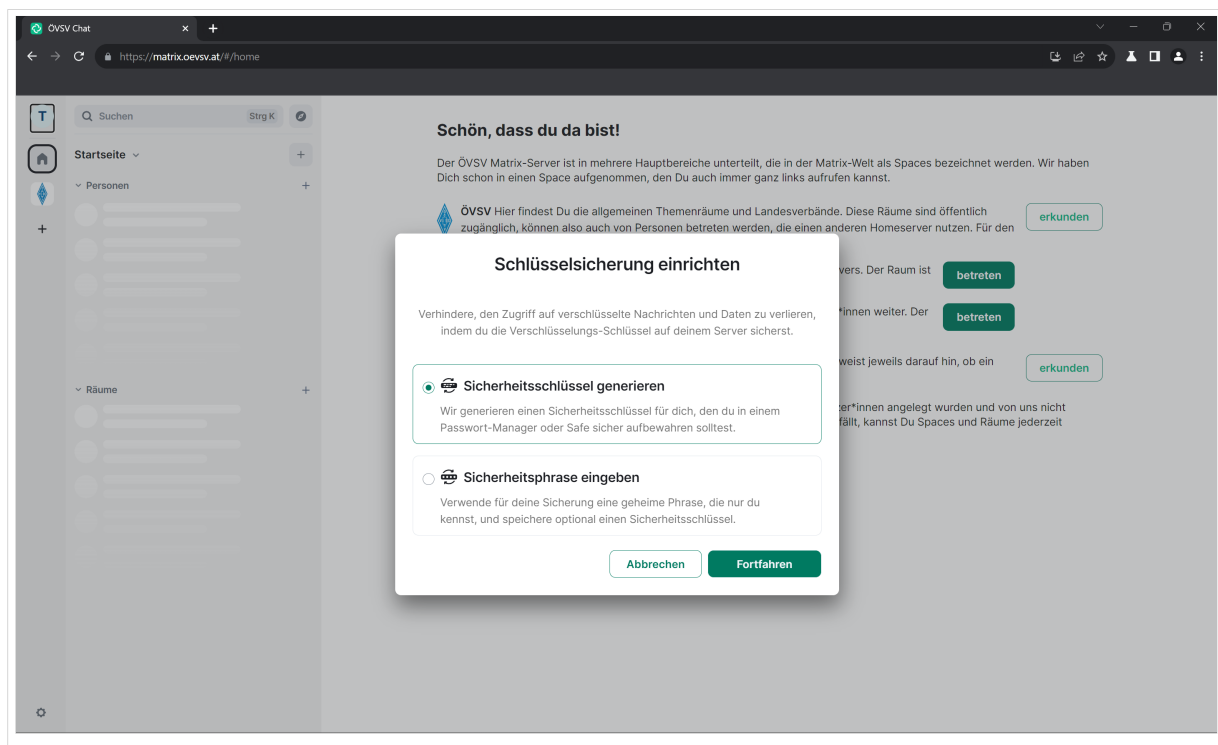 ÖVSV Chat
https://matrix.oevsv.at/#/home
T
Suchen
Strg K
Startseite
Personen
Räume
Schön, dass du da bist!
Der ÖVSV Matrix-Server ist in mehrere Hauptbereiche unterteilt, die in der Matrix-Welt als Spaces bezeichnet werden. Wir haben
Dich schon in einen Space aufgenommen, den Du auch immer ganz links aufrufen kannst.
ÖVSV Hier findest Du die allgemeinen Themenräume und Landesverbände. Diese Räume sind öffentlich
zugänglich, können also auch von Personen betreten werden, die einen anderen Homeserver nutzen. Für den
erkunden
vers. Der Raum ist
betreten
*innen weiter. Der
betreten
weist jeweils darauf hin, ob ein
erkunden
zer*innen angelegt wurden und von uns nicht
fällt, kannst Du Spaces und Räume jederzeit
Schlüsselsicherung einrichten
Verhindere, den Zugriff auf verschlüsselte Nachrichten und Daten zu verlieren,
indem du die Verschlüsselungs-Schlüssel auf deinem Server sicherst.
Sicherheitsschlüssel generieren
Wir generieren einen Sicherheitsschlüssel für dich, den du in einem
Passwort-Manager oder Safe sicher aufbewahren solltest.
Sicherheitsphrase eingeben
Verwende für deine Sicherung eine geheime Phrase, die nur du
kennst, und speichere optional einen Sicherheitsschlüssel.
Abbrechen
Fortfahren